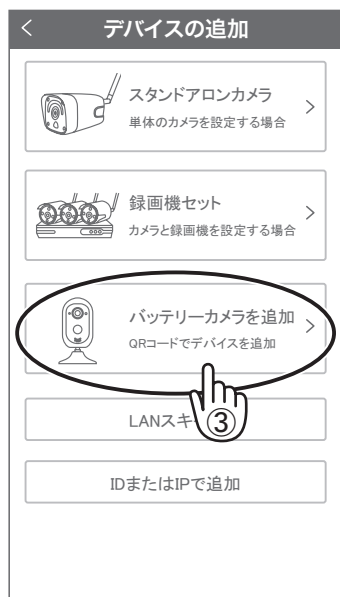 デバイスの追加
スタンドアロンカメラ
単体のカメラを設定する場合
録画機セット
カメラと録画機を設定する場合
バッテリーカメラを追加
QRコードでデバイスを追加
LANスキ
③
IDまたはIPで追加